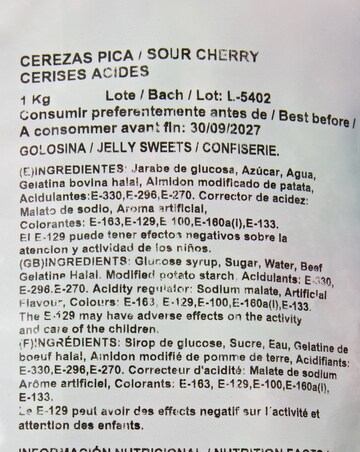 CEREZAS PICA / SOUR CHERRY
CERISES ACIDES
1 Kg Lote / Bach / Lot: L-5402
Consumir preferentemente antes de / Best before /
A consommer avant fin: 30/09/2027
GOLOSINA / JELLY SWEETS / CONFISERIE.
(E)INGREDIENTES: Jarabe de glucosa, Azúcar, Agua,
Gelatina bovina halal, Almidon modificado de patata,
Acidulantes:E-330,E-296,E-270. Corrector de acidez:
Malato de sodio, Aroma artificial,
Colorantes: E-163, E-129,E 100,E-160a(i),E-133.
El E-129 puede tener efectos negativos sobre la
atencion y actividad de los niños.
(GB)INGREDIENTS: Glucose syrup, Sugar, Water, Beef
Gelatine Halal. Modified potato starch. Acidulants: E-330,
E-296.E-270. Acidity regulator: Sodium malate, Artificial
Flavour, Colours: E-163, E-129,E-100,E-160a(i),E-133.
The E-129 may have adverse effects on the activity
and care of the children.
(F)INGRÉDIENTS: Sirop de glucose, Sucre, Eau, Gelatine de
boeuf halal, Amidon modifié de pomme de terre, Acidifiants:
E-330,E-296,E-270. Correcteur d'acidité: Malate de sodium
Arôme artificiel, Colorants: E-163, E-129,E-100,E-160a(i),
E-133.
Le E-129 peut avoir des effects negatif sur l'activité et
attention des enfants.
INFORMACIÓN NUTRICIONAL / NUTRITION FACTS /